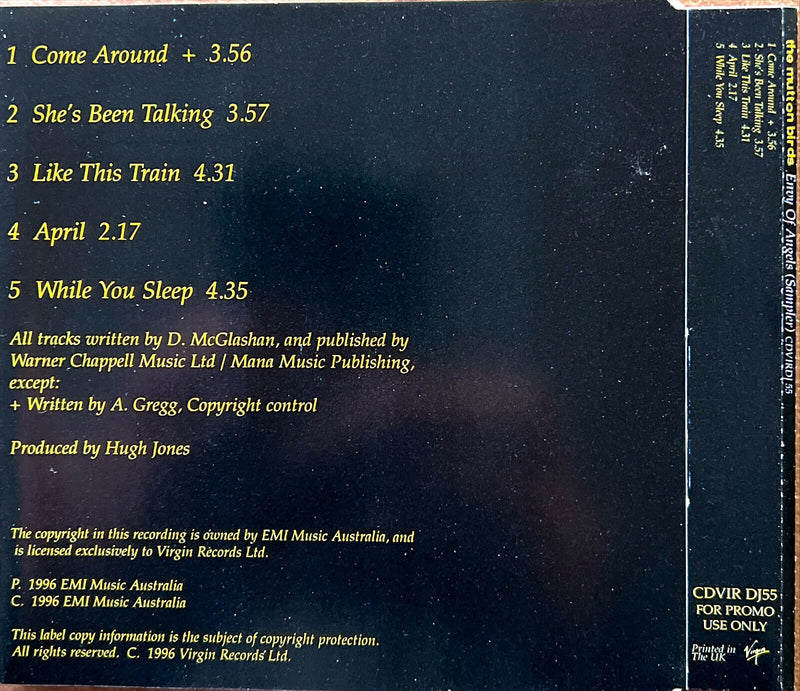 1 Come Around + 3.56
2 She's Been Talking 3.57
3 Like This Train 4.31
4 April 2.17
5 While You Sleep 4.35
All tracks written by D. McGlashan, and published by
Warner Chappell Music Ltd / Mana Music Publishing,
except:
+ Written by A. Gregg, Copyright control
Produced by Hugh Jones
The copyright in this recording is owned by EMI Music Australia, and
is licensed exclusively to Virgin Records Ltd.
P. 1996 EMI Music Australia
C. 1996 EMI Music Australia
This label copy information is the subject of copyright protection.
All rights reserved. C. 1996 Virgin Records Ltd.
the mutton birds Envy Of Angels (Sampler) CDVIRDJ 55
1 Come Around + 3.56
2 She's Been Talking 3.57
3 Like This Train 4.31
4 April 2.17
5 While You Sleep 4.35
CDVIR DJ55
FOR PROMO
USE ONLY
Printed in
The UK
Virgin